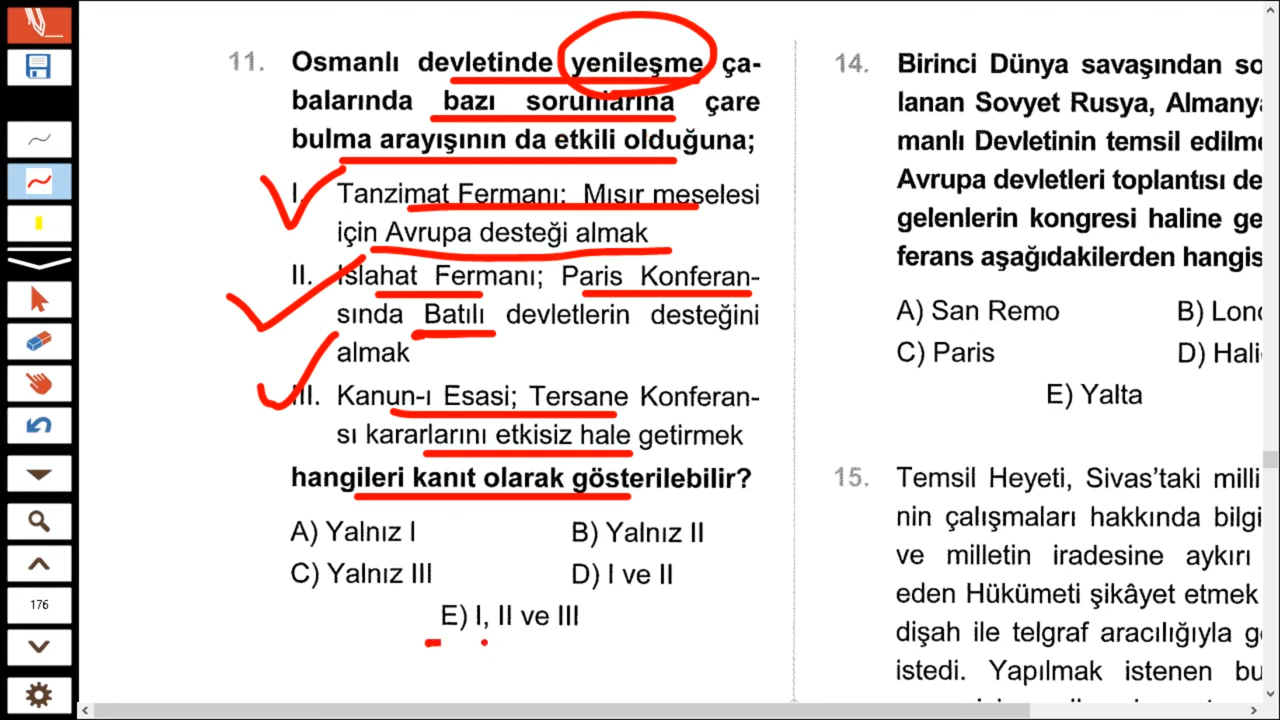 11. Osmanlı devletinde yenileşme ça-
balarında bazı sorunlarına çare
bulma arayışının da etkili olduğuna;
I. Tanzimat Fermanı: Mısır meselesi
için Avrupa desteği almak
II. Islahat Fermanı; Paris Konferan-
sında Batılı devletlerin desteğini
almak
III. Kanun-ı Esasi; Tersane Konferan-
sı kararlarını etkisiz hale getirmek
hangileri kanıt olarak gösterilebilir?
A) Yalnız I B) Yalnız II
C) Yalnız III D) I ve II
E) I, II ve III
14. Birinci Dünya savaşından so
lanan Sovyet Rusya, Almanya
manlı Devletinin temsil edilme
Avrupa devletleri toplantısı de
gelenlerin kongresi haline ge
ferans aşağıdakilerden hangis
A) San Remo B) Lond
C) Paris D) Hali
E) Yalta
15. Temsil Heyeti, Sivas’taki milli
nin çalışmaları hakkında bilgi
ve milletin iradesine aykırı
eden Hükümeti şikâyet etmek
dişah ile telgraf aracılığıyla g
istedi. Yapılmak istenen bu
176